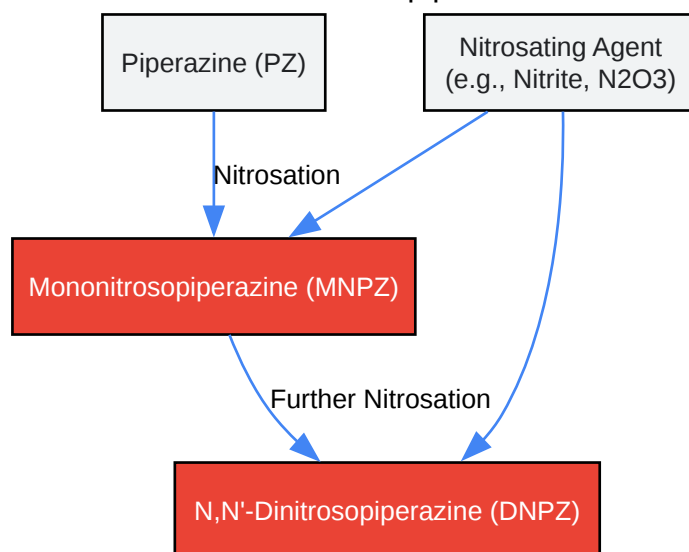 Piperazine (PZ)
Nitrosating Agent
(e.g., Nitrite, N2O3)
Nitrosation
Mononitrosopiperazine (MNPZ)
Further Nitrosation
N,N'-Dinitrosopiperazine (DNPZ)